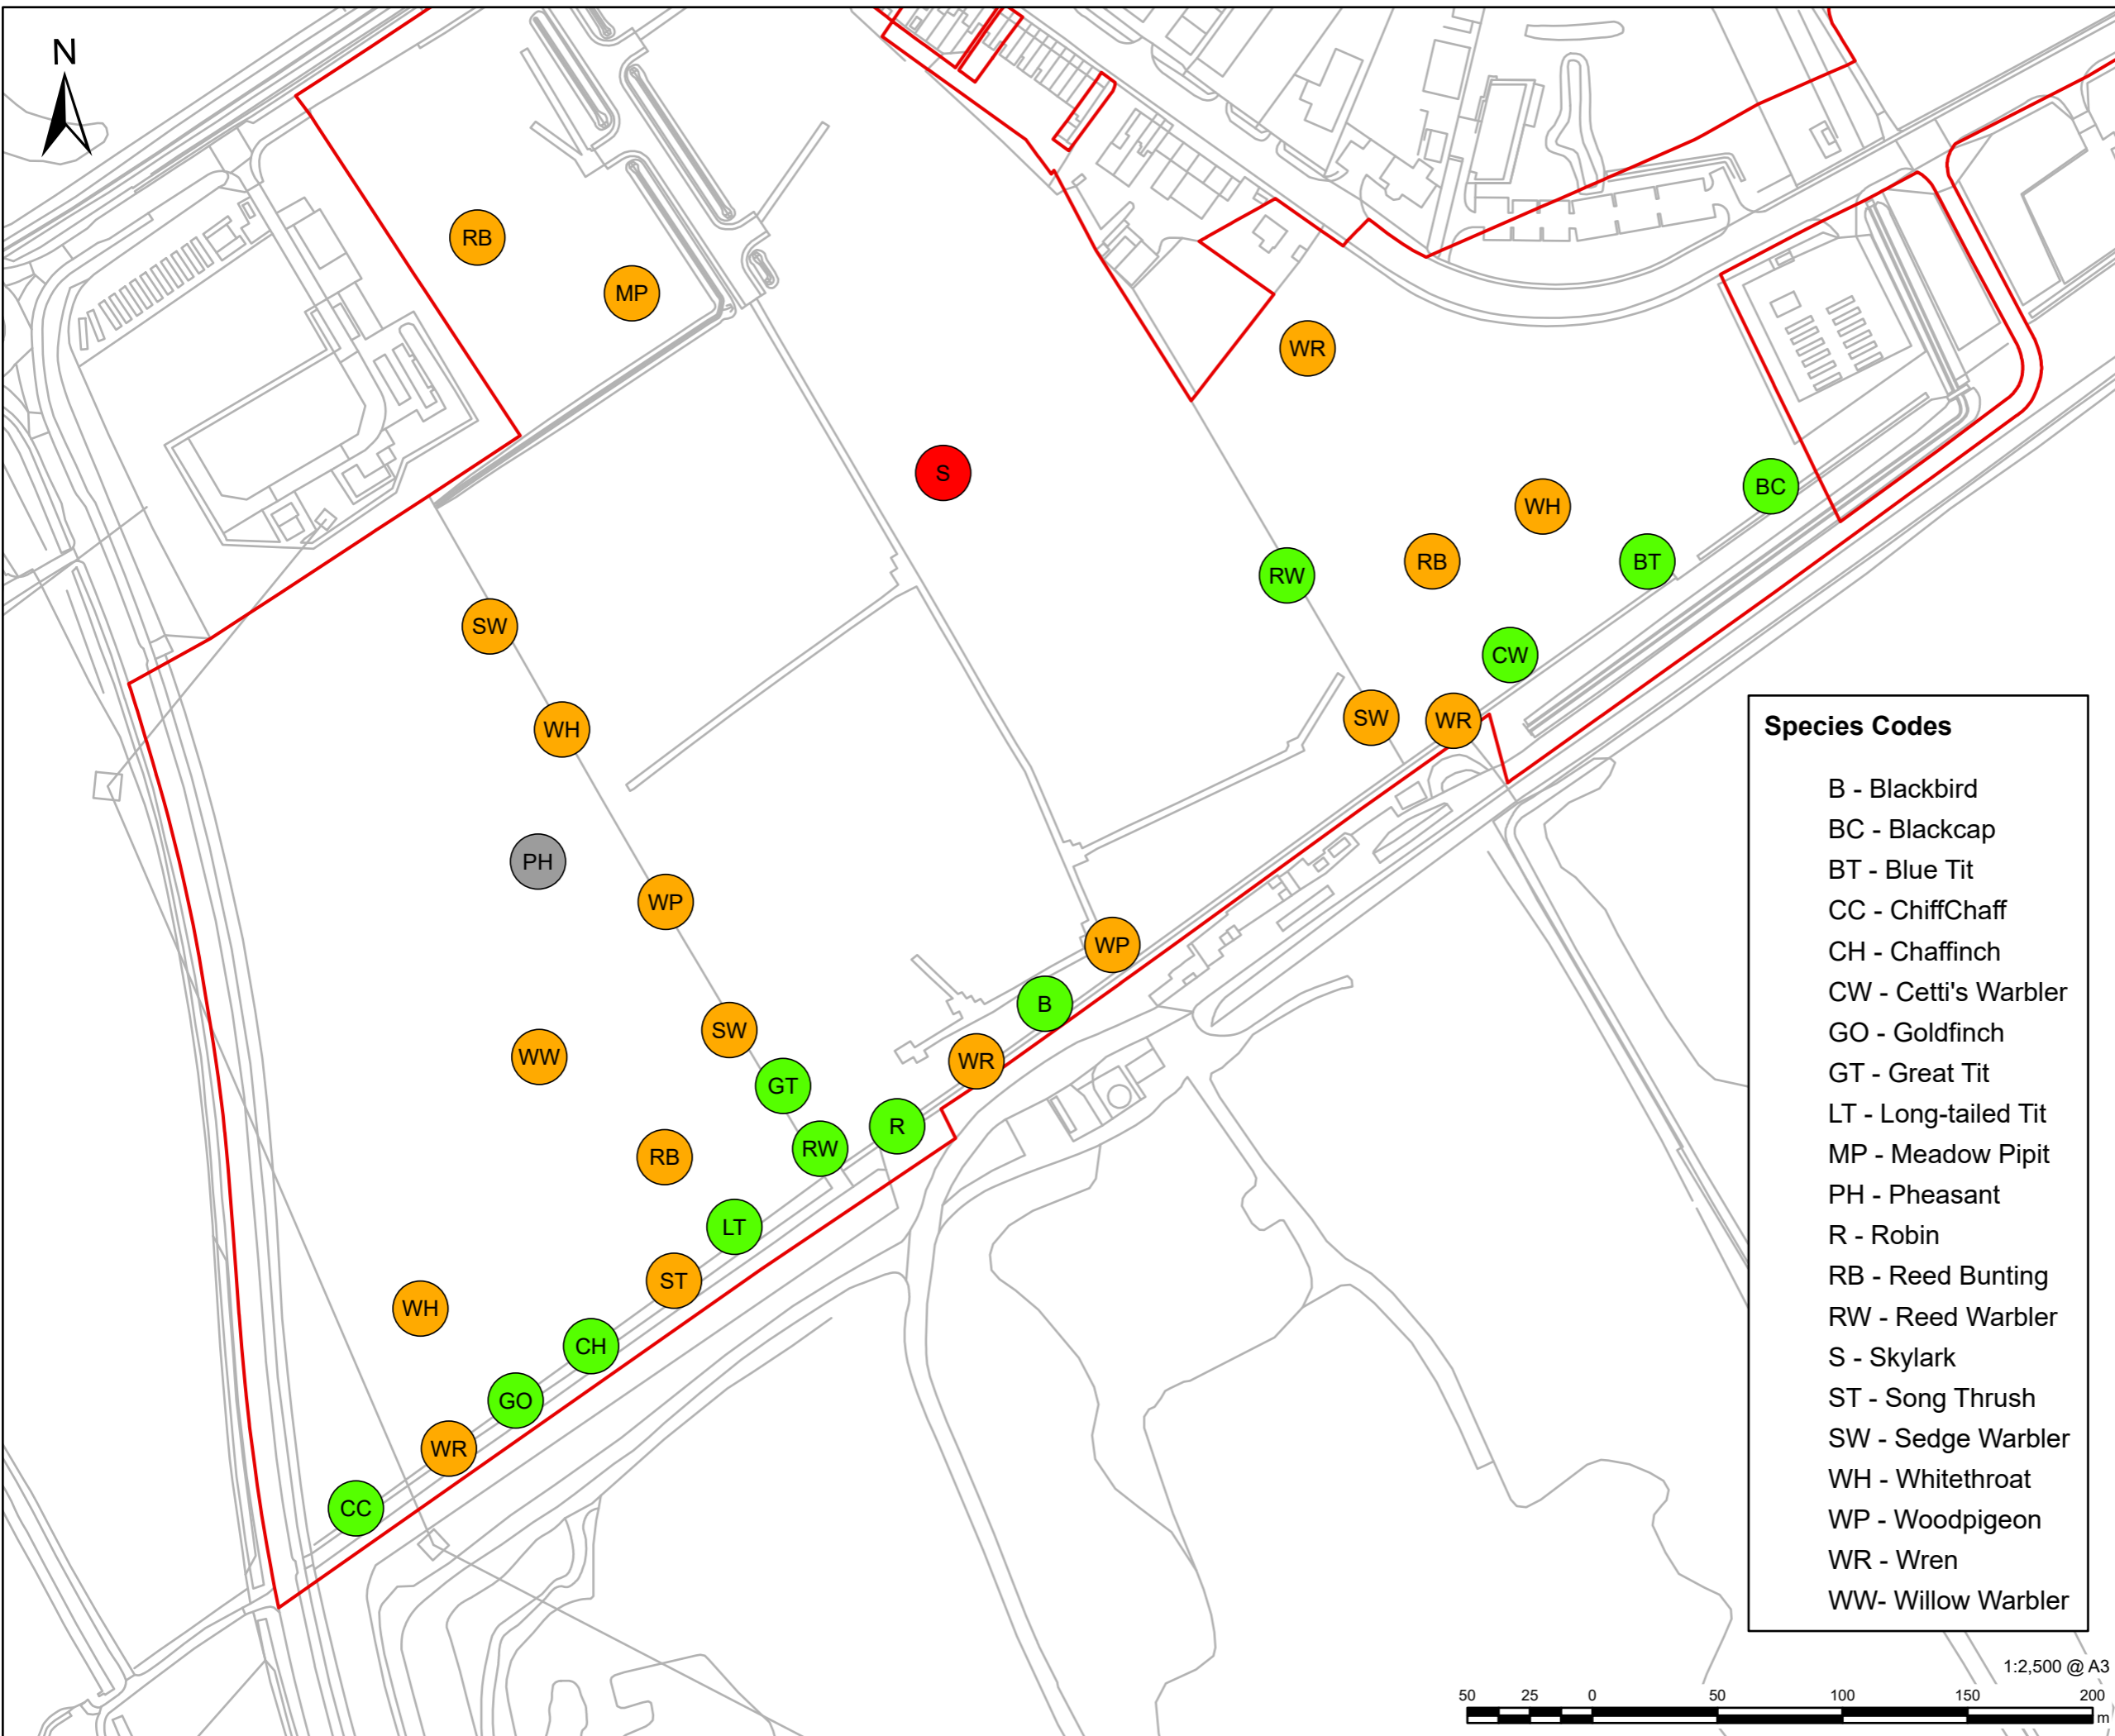 N
RB
MP
WR
S
BC
WH
RB
BT
RW
SW
CW
SW
WR
WH
PH
WP
WP
B
SW
WW
WR
GT
R
RW
RB
LT
ST
WH
CH
GO
WR
CC
Species Codes
B - Blackbird
BC - Blackcap
BT - Blue Tit
CC - ChiffChaff
CH - Chaffinch
CW - Cetti's Warbler
GO - Goldfinch
GT - Great Tit
LT - Long-tailed Tit
MP - Meadow Pipit
PH - Pheasant
R - Robin
RB - Reed Bunting
RW - Reed Warbler
S - Skylark
ST - Song Thrush
SW - Sedge Warbler
WH - Whitethroat
WP - Woodpigeon
WR - Wren
WW- Willow Warbler
1:2,500 @ A3
50 25 0 50 100 150 200
m